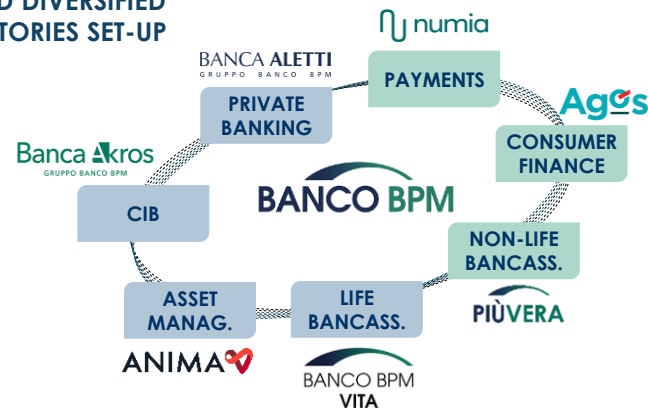 D DIVERSIFIED
TORIES SET-UP
numia
BANCA ALETTI
GRUPPO BANCO BPM
PAYMENTS
PRIVATE
BANKING
Agos
CONSUMER
FINANCE
Banca Akros
GRUPPO BANCO BPM
BANCO BPM
CIB
NON-LIFE
BANCASS.
ASSET
MANAG.
LIFE
BANCASS.
PIÙVERA
ANIMA
BANCO BPM
VITA